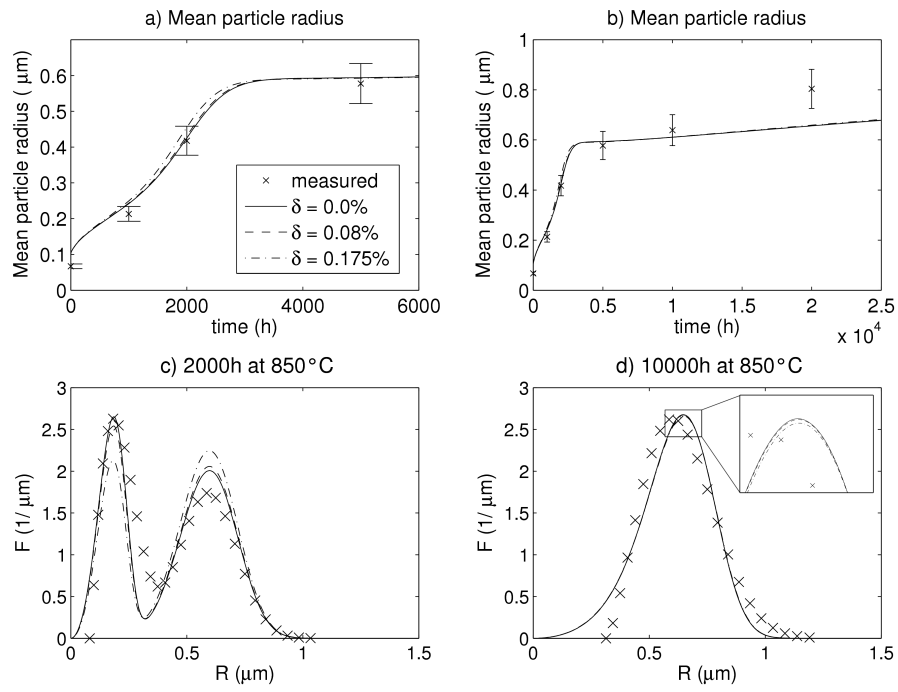 a) Mean particle radius
Mean particle radius ( μm)
0.6
0.5
0.4
0.3
0.2
0.1
0
0 2000 4000 6000
time (h)
measured
δ = 0.0%
δ = 0.08%
δ = 0.175%
b) Mean particle radius
Mean particle radius ( μm)
1
0.8
0.6
0.4
0.2
0
0 0.5 1 1.5 2 2.5
time (h)
x 10⁴
c) 2000h at 850°C
F (1/ μm)
3
2.5
2
1.5
1
0.5
0
0 0.5 1 1.5
R (μm)
d) 10000h at 850°C
F (1/ μm)
3
2.5
2
1.5
1
0.5
0
0 0.5 1 1.5
R (μm)